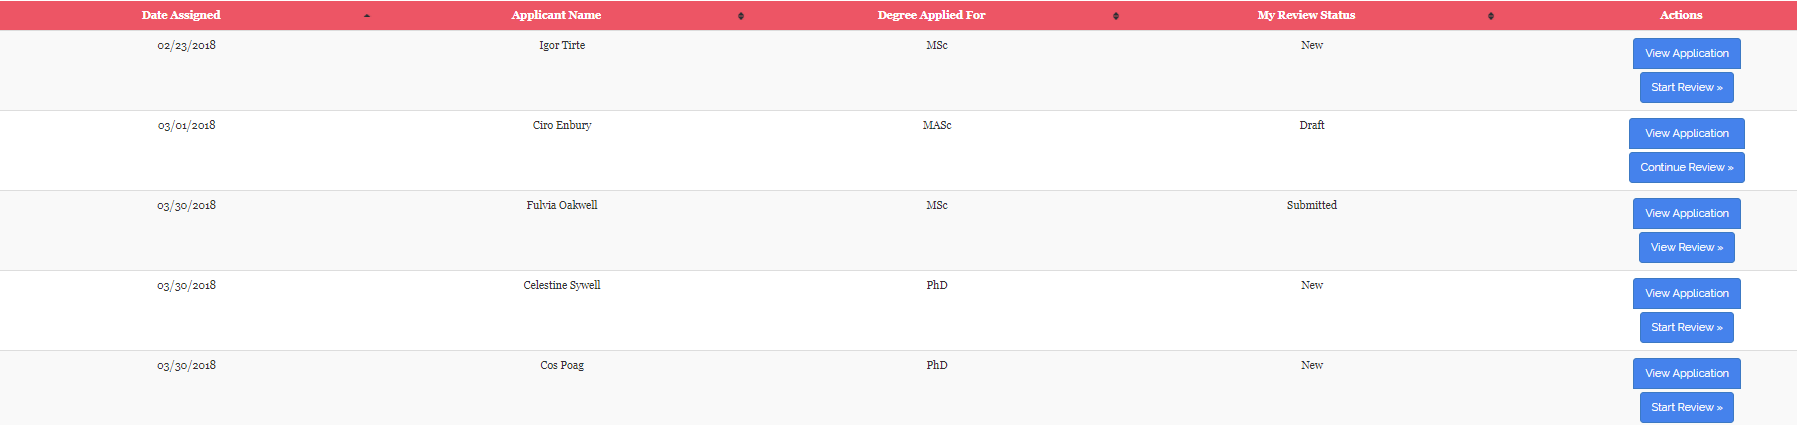 Date Assigned Applicant Name Degree Applied For My Review Status Actions
02/23/2018 Igor Tirte MSc New View Application
Start Review »
03/01/2018 Ciro Enbury MASc Draft View Application
Continue Review »
03/30/2018 Fulvia Oakwell MSc Submitted View Application
View Review »
03/30/2018 Celestine Sywell PhD New View Application
Start Review »
03/30/2018 Cos Poag PhD New View Application
Start Review »